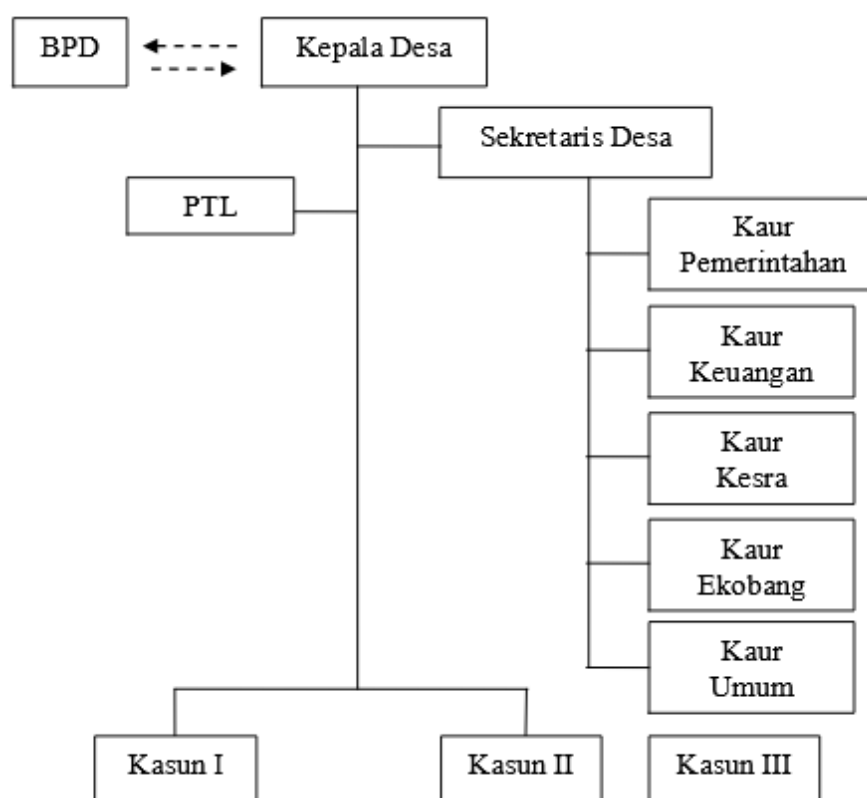 BPD
Kepala Desa
Sekretaris Desa
PTL
Kaur
Pemerintahan
Kaur
Keuangan
Kaur
Kesra
Kaur
Ekobang
Kaur
Umum
Kasun I
Kasun II
Kasun III